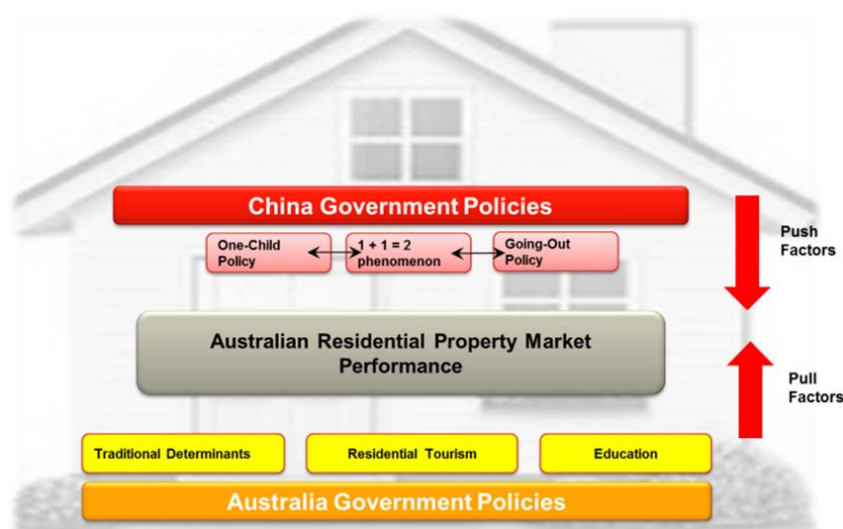 China Government Policies
One-Child
Policy
1 + 1 = 2
phenomenon
Going-Out
Policy
Push
Factors
Australian Residential Property Market
Performance
Pull
Factors
Traditional Determinants
Residential Tourism
Education
Australia Government Policies